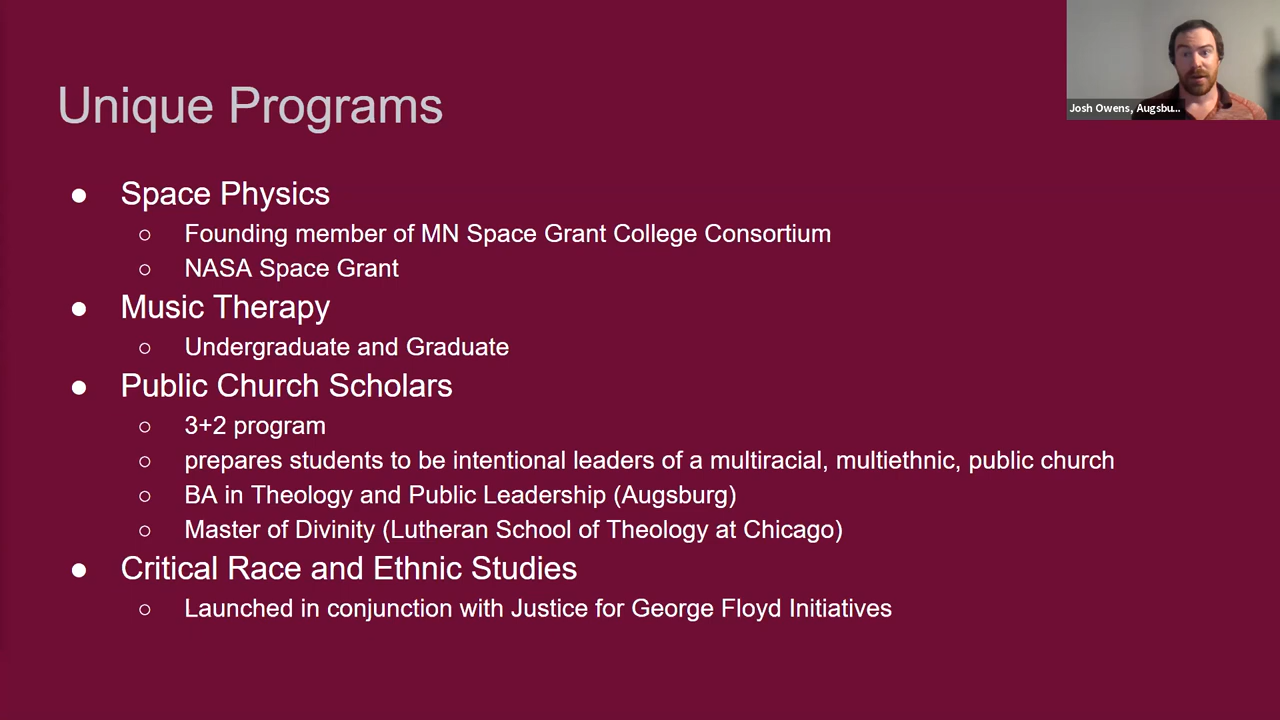 Unique Programs
Josh Owens, Augsbu...
● Space Physics
○ Founding member of MN Space Grant College Consortium
○ NASA Space Grant
● Music Therapy
○ Undergraduate and Graduate
● Public Church Scholars
○ 3+2 program
○ prepares students to be intentional leaders of a multiracial, multiethnic, public church
○ BA in Theology and Public Leadership (Augsburg)
○ Master of Divinity (Lutheran School of Theology at Chicago)
● Critical Race and Ethnic Studies
○ Launched in conjunction with Justice for George Floyd Initiatives